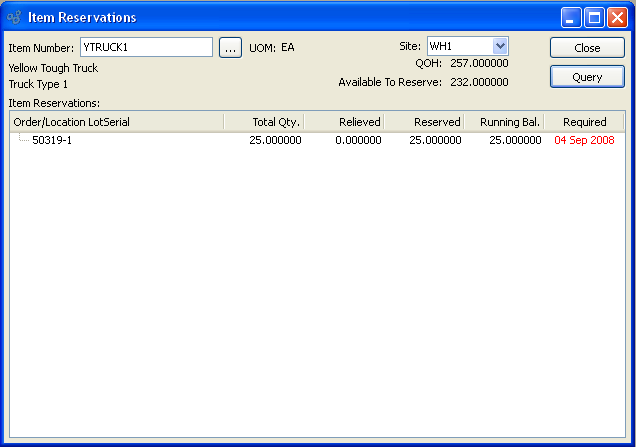 Item Reservations
Item Number: YTRUCK1 ... UOM: EA Site: WH1 Close
QOH: 257.000000
Yellow Tough Truck Query
Truck Type 1 Available To Reserve: 232.000000
Item Reservations:
Order/Location LotSerial Total Qty. Relieved Reserved Running Bal. Required
50319-1 25.000000 0.000000 25.000000 25.000000 04 Sep 2008